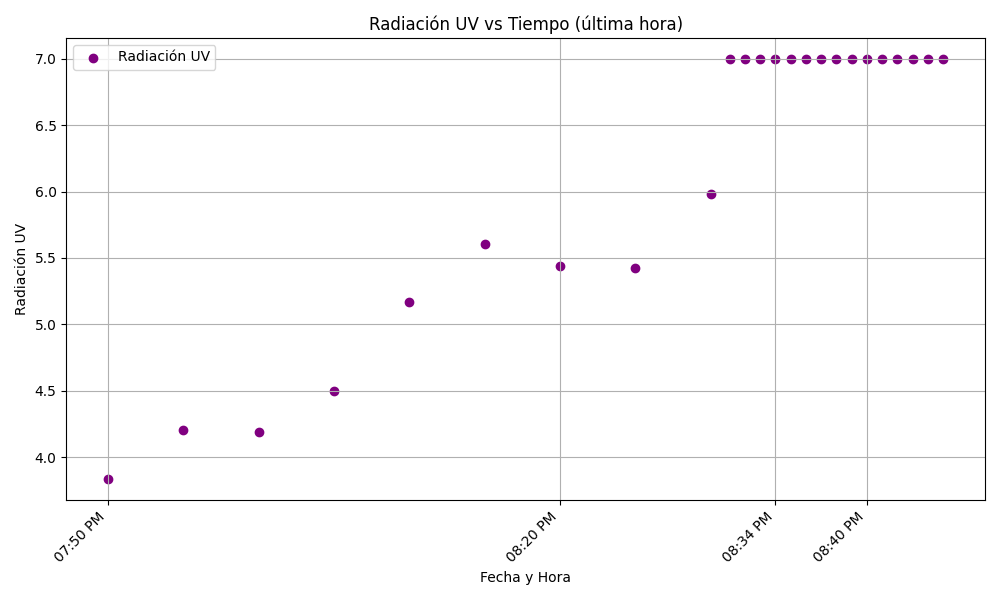 Radiación UV vs Tiempo (última hora)
Radiación UV
7.0
6.5
6.0
5.5
5.0
4.5
4.0
Radiación UV
07:50 PM
08:20 PM
08:34 PM
08:40 PM
Fecha y Hora